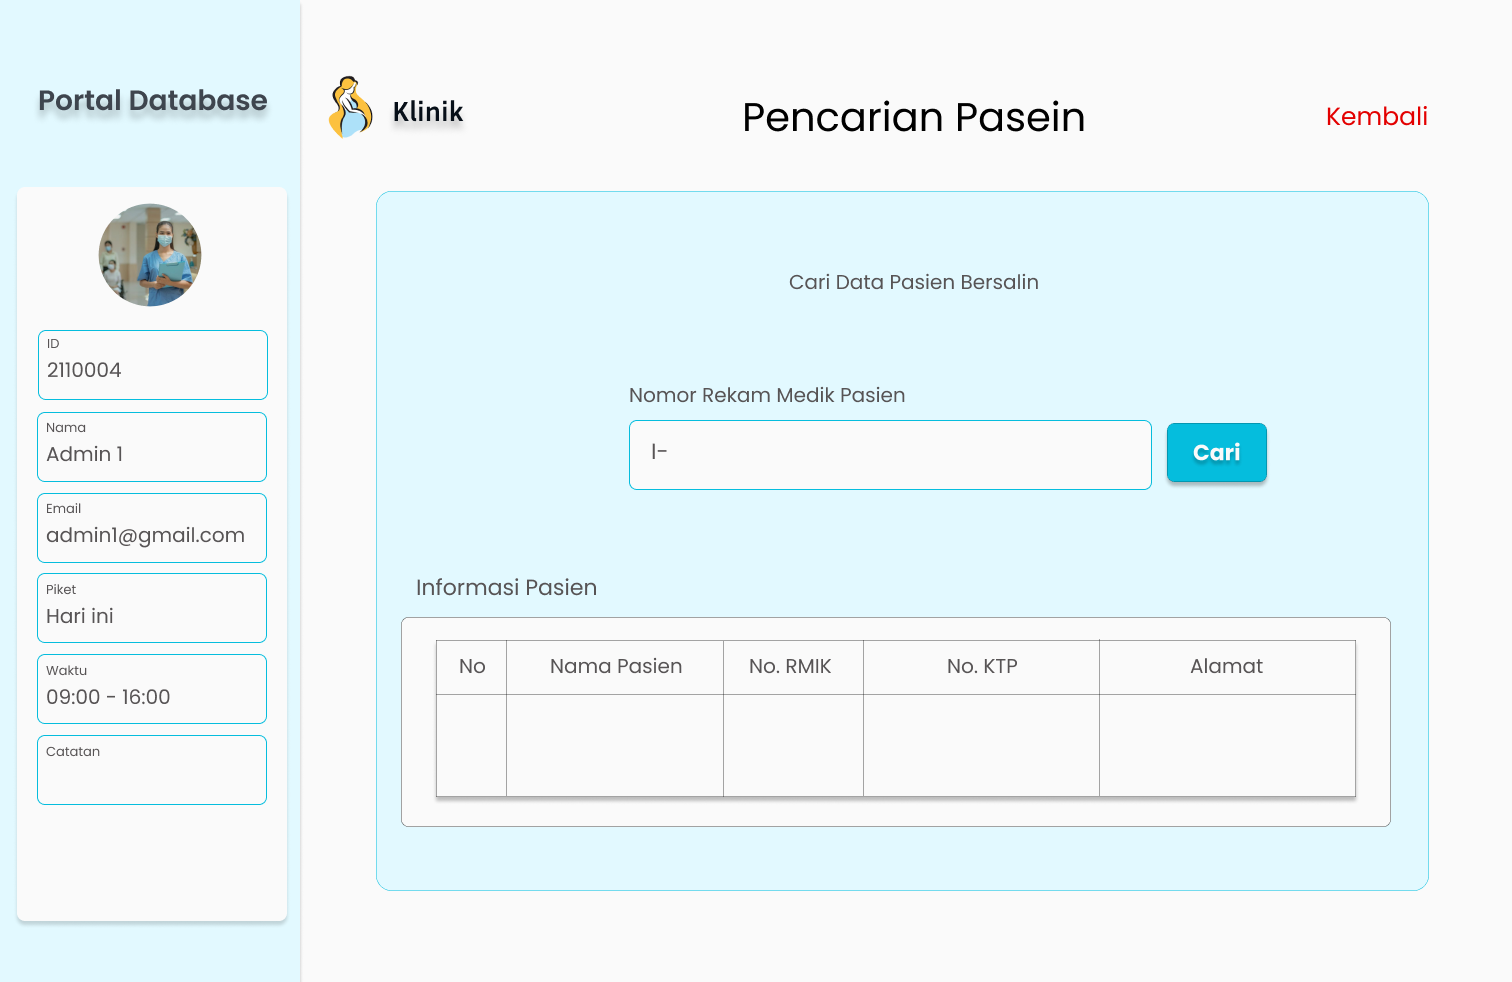 Portal Database
ID
2110004
Nama
Admin 1
Email
admin1@gmail.com
Piket
Hari ini
Waktu
09:00 - 16:00
Catatan
Klinik
Pencarian Pasein
Kembali
Cari Data Pasien Bersalin
Nomor Rekam Medik Pasien
I-
Cari
Informasi Pasien
No Nama Pasien No. RMIK No. KTP Alamat